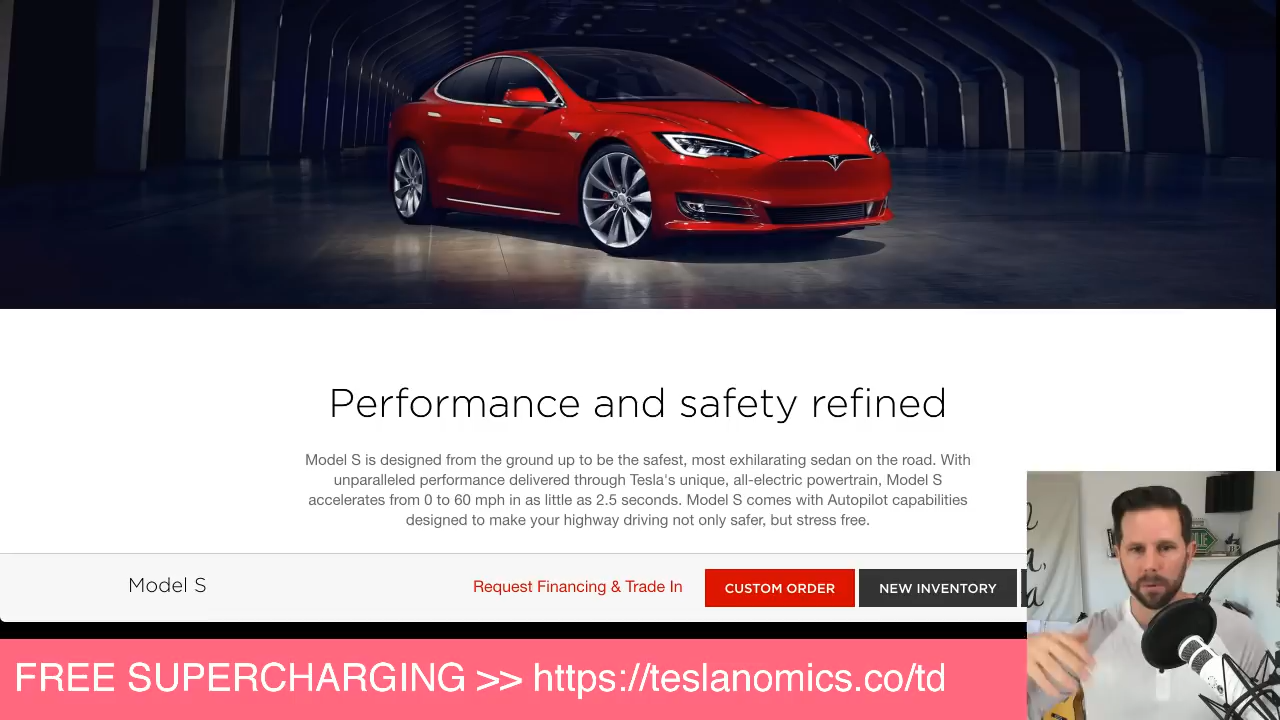 Performance and safety refined
Model S is designed from the ground up to be the safest, most exhilarating sedan on the road. With
unparalleled performance delivered through Tesla's unique, all-electric powertrain, Model S
accelerates from 0 to 60 mph in as little as 2.5 seconds. Model S comes with Autopilot capabilities
designed to make your highway driving not only safer, but stress free.
Model S
Request Financing & Trade In
CUSTOM ORDER
NEW INVENTORY
FREE SUPERCHARGING >> https://teslanomics.co/td